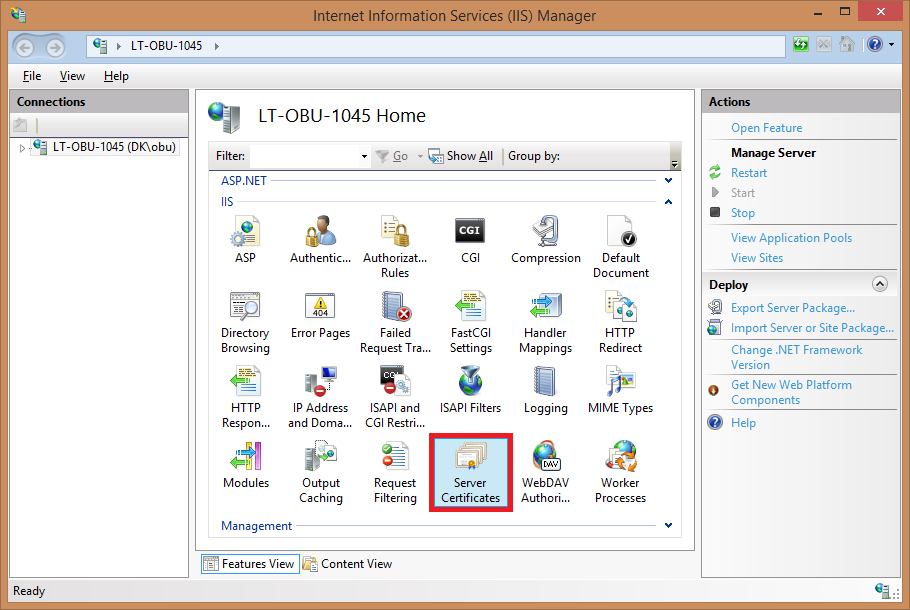 Internet Information Services (IIS) Manager
LT-OBU-1045
File View Help
Connections
LT-OBU-1045 (DK\obu)
LT-OBU-1045 Home
Filter: Go Show All Group by:
ASP.NET
IIS
ASP
Authentic...
Authorizat...
Rules
CGI
Compression
Default
Document
Directory
Browsing
Error Pages
404
Failed
Request Tra...
FastCGI
Settings
Handler
Mappings
HTTP
Redirect
HTTP
Respon...
IP Address
and Doma...
ISAPI and
CGI Restri...
ISAPI Filters
Logging
MIME Types
Modules
Output
Caching
Request
Filtering
Server
Certificates
WebDAV
Authori...
DAV
Worker
Processes
CGI
Management
Features View Content View
Actions
Open Feature
Manage Server
Restart
Start
Stop
View Application Pools
View Sites
Deploy
Export Server Package...
Import Server or Site Package...
Change .NET Framework
Version
Get New Web Platform
Components
Help
Ready